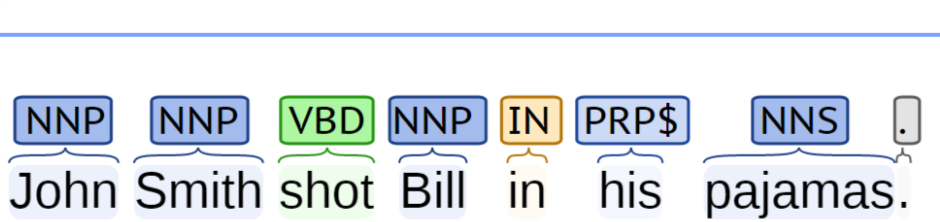 NNP NNP VBD NNP IN PRP$ NNS .
John Smith shot Bill in his pajamas.